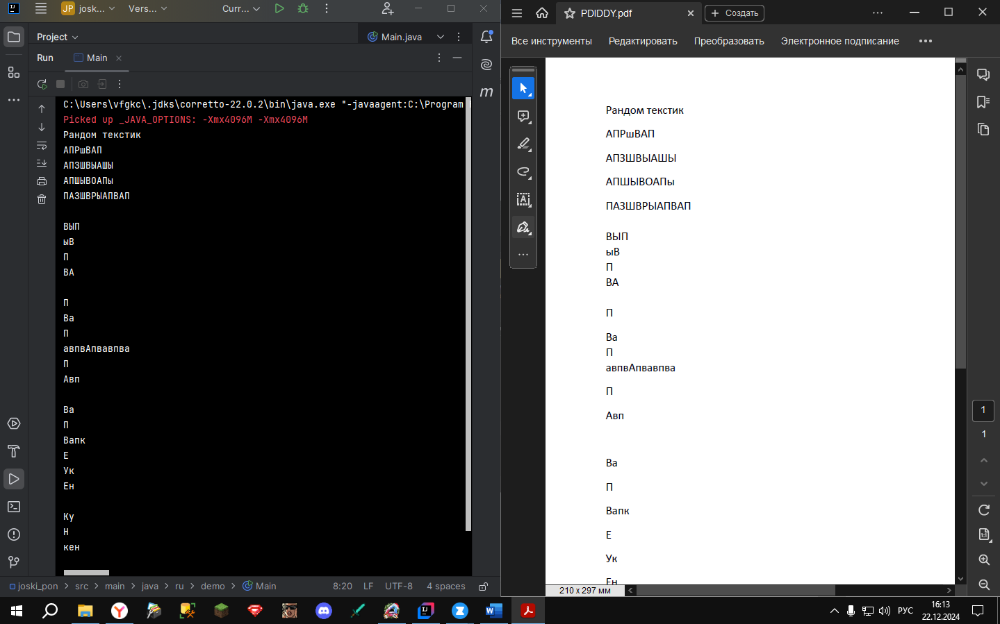 JP josk...
Vers...
Curr...
Project
Main.java
Run
Main
C:\Users\vfgkc\.jdks\corretto-22.0.2\bin\java.exe "-javaagent:C:\Program
Picked up _JAVA_OPTIONS: -Xmx4096M -Xmx4096M
Рандом текстик
АПРшВАП
АПЗШВЫАШЫ
АПШЫВОАПы
ПАЗШВРЫАПВАП
ВЫП
ыВ
П
ВА
П
Ва
П
авпвАпвавпва
П
Авп
Ва
П
Вапк
Е
Ук
Ен
Ку
Н
кен
joski_pon > src > main > java > ru > demo > Main
8:20 LF UTF-8 4 spaces
PDIDDY.pdf
Создать
Все инструменты Редактировать Преобразовать Электронное подписание
Рандом текстик
АПРшВАП
АПЗШВЫАШЫ
АПШЫВОАПы
ПАЗШВРЫАПВАП
ВЫП
ыВ
П
ВА
П
Ва
П
авпвАпвавпва
П
Авп
Ва
П
Вапк
Е
Ук
Ен
210 x 297 мм
1
1
1:1
РУС
16:13
22.12.2024